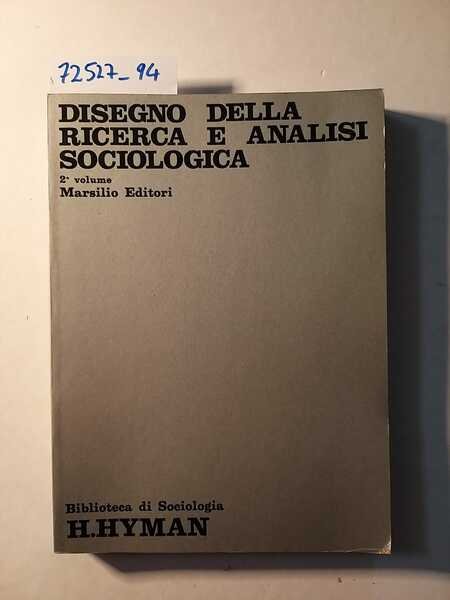 72527_94
DISEGNO DELLA
RICERCA E ANALISI
SOCIOLOGICA
2° volume
Marsilio Editori
Biblioteca di Sociologia
H.HYMAN